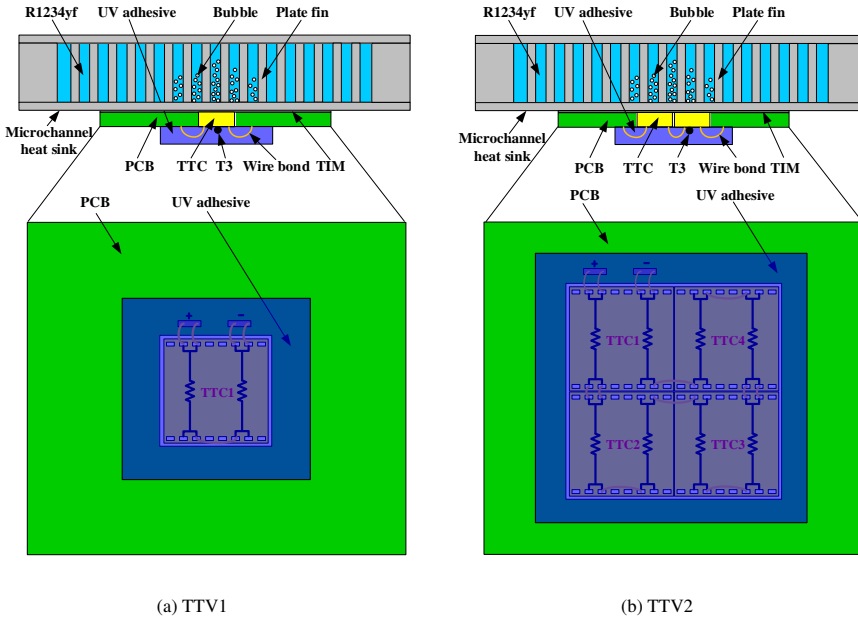 R1234yf
UV adhesive
Bubble
Plate fin
Microchannel
heat sink
PCB
TTC
T3
Wire bond
TIM
PCB
UV adhesive
+
-
TTC1
(a) TTV1
R1234yf
UV adhesive
Bubble
Plate fin
Microchannel
heat sink
PCB
TTC
T3
Wire bond
TIM
PCB
UV adhesive
+
-
TTC1
TTC4
TTC2
TTC3
(b) TTV2